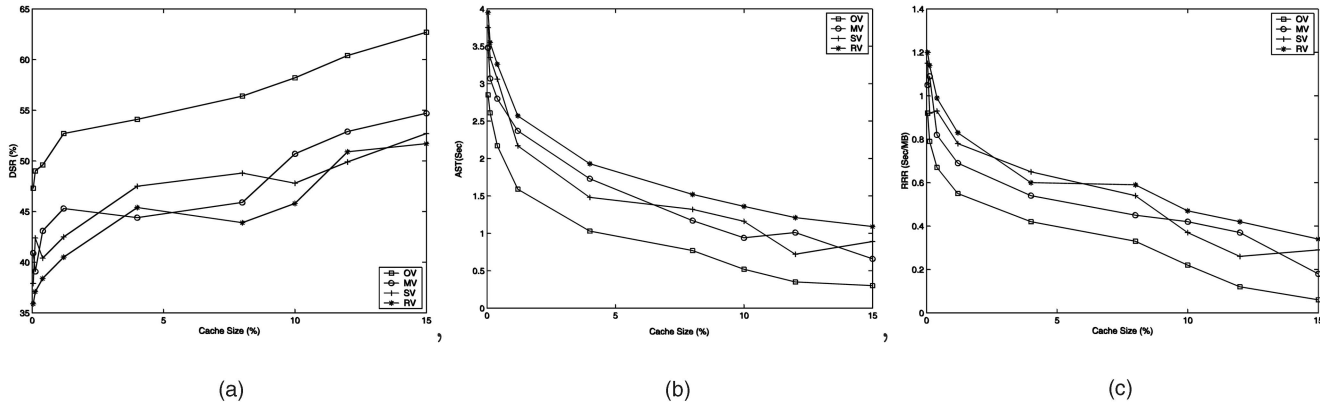 65
60
55
50
45
40
35
DSR (%)
0
5
10
15
Cache Size (%)
OV
MV
SV
RV
,
(a)
4
3.5
3
2.5
2
1.5
1
0.5
0
AST(Sec)
0
5
10
15
Cache Size (%)
OV
MV
SV
RV
,
(b)
1.4
1.2
1
0.8
0.6
0.4
0.2
0
RRR (Sec/MB)
0
5
10
15
Cache Size (%)
OV
MV
SV
RV
(c)